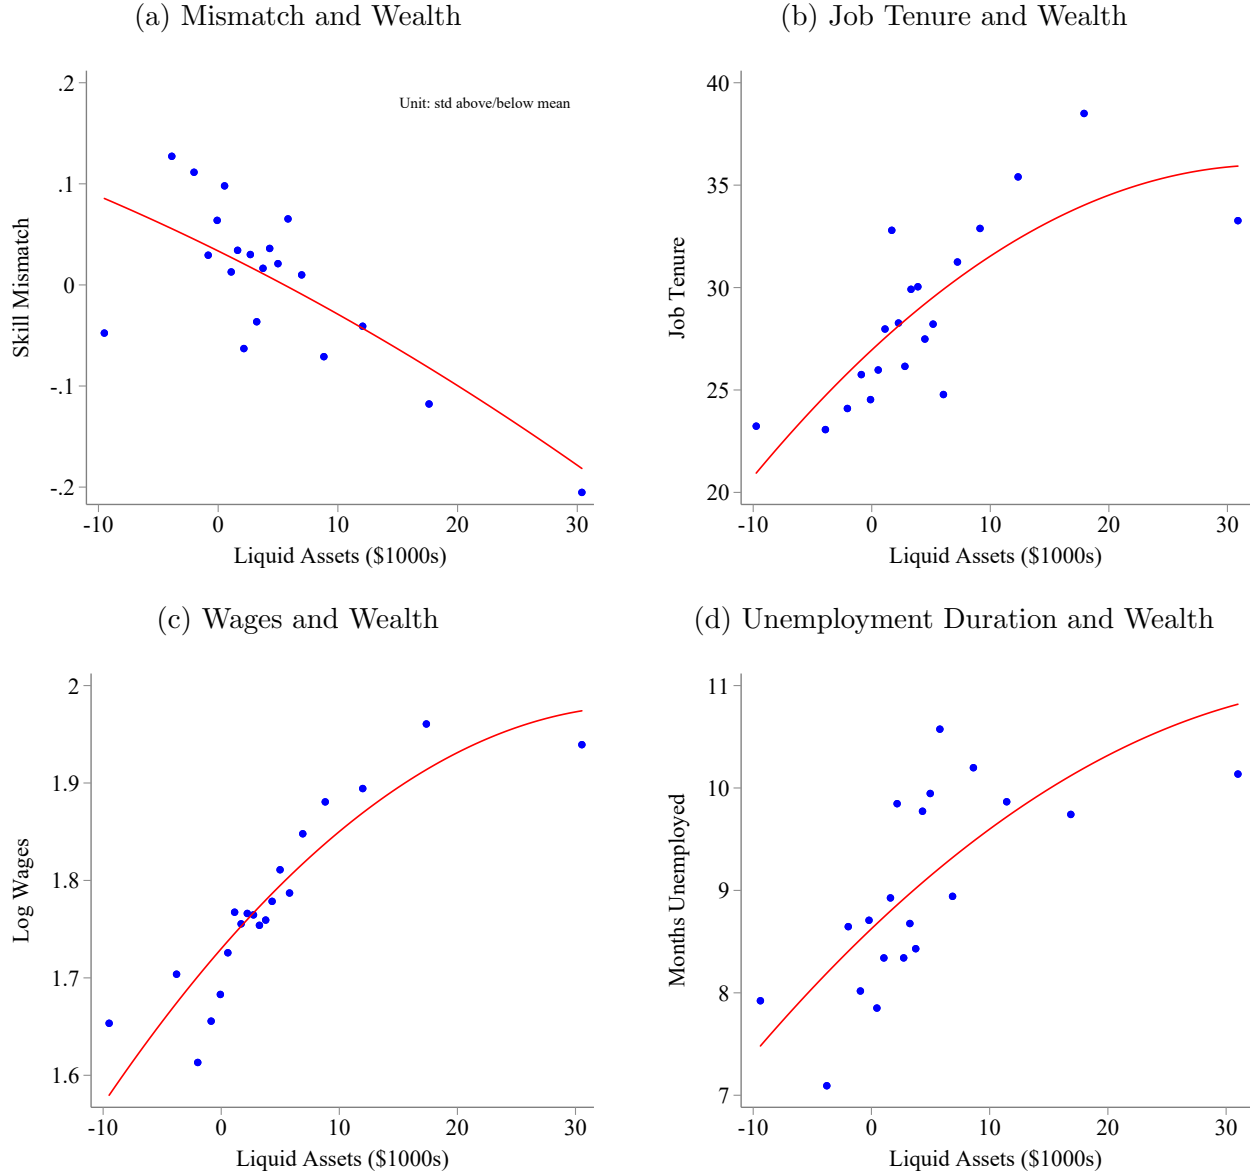 (a) Mismatch and Wealth
.2
.1
0
-.1
-.2
Skill Mismatch
Unit: std above/below mean
-10 0 10 20 30
Liquid Assets ($1000s)
(b) Job Tenure and Wealth
40
35
30
25
20
Job Tenure
-10 0 10 20 30
Liquid Assets ($1000s)
(c) Wages and Wealth
2
1.9
1.8
1.7
1.6
Log Wages
-10 0 10 20 30
Liquid Assets ($1000s)
(d) Unemployment Duration and Wealth
11
10
9
8
7
Months Unemployed
-10 0 10 20 30
Liquid Assets ($1000s)